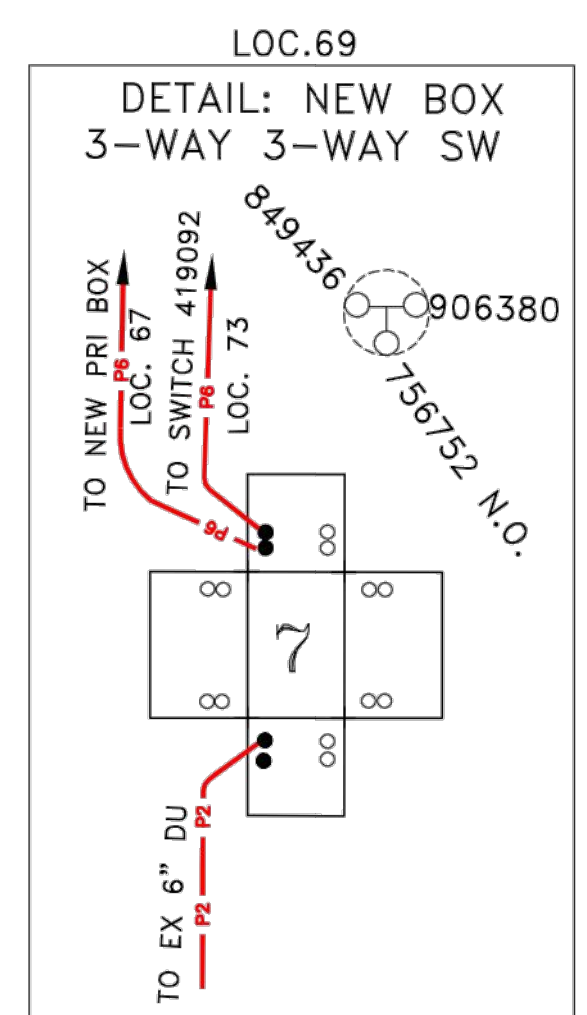 LOC.69
DETAIL: NEW BOX
3-WAY 3-WAY SW
849436
906380
756752 N.O.
TO NEW PRI BOX
LOC. 67
P6
TO SWITCH 419092
LOC. 73
P6
P6
7
TO EX 6" DU
P2
P2